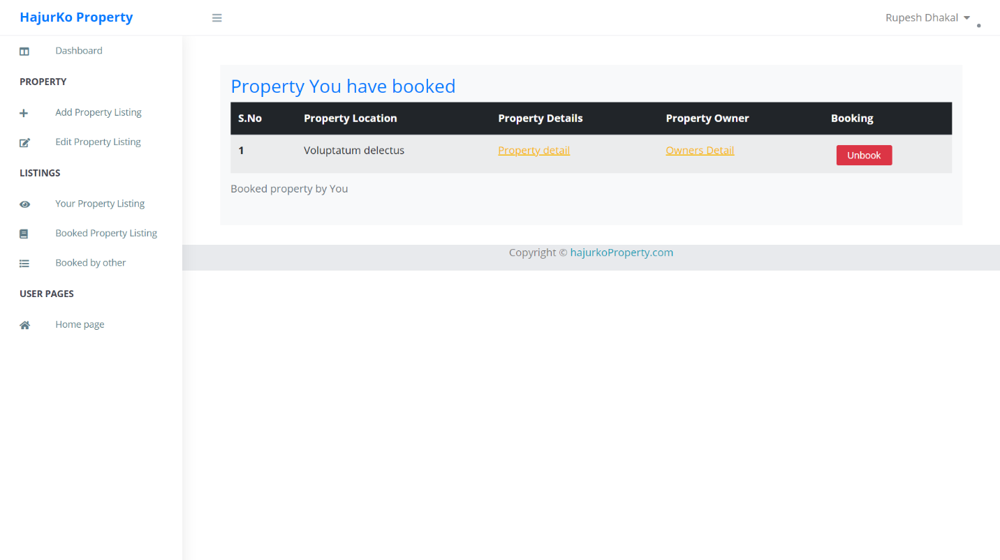 HajurKo Property
Rupesh Dhakal
Dashboard
PROPERTY
Add Property Listing
Edit Property Listing
LISTINGS
Your Property Listing
Booked Property Listing
Booked by other
USER PAGES
Home page
Property You have booked
S.No Property Location Property Details Property Owner Booking
1 Voluptatum delectus Property detail Owners Detail Unbook
Booked property by You
Copyright © hajurkoProperty.com